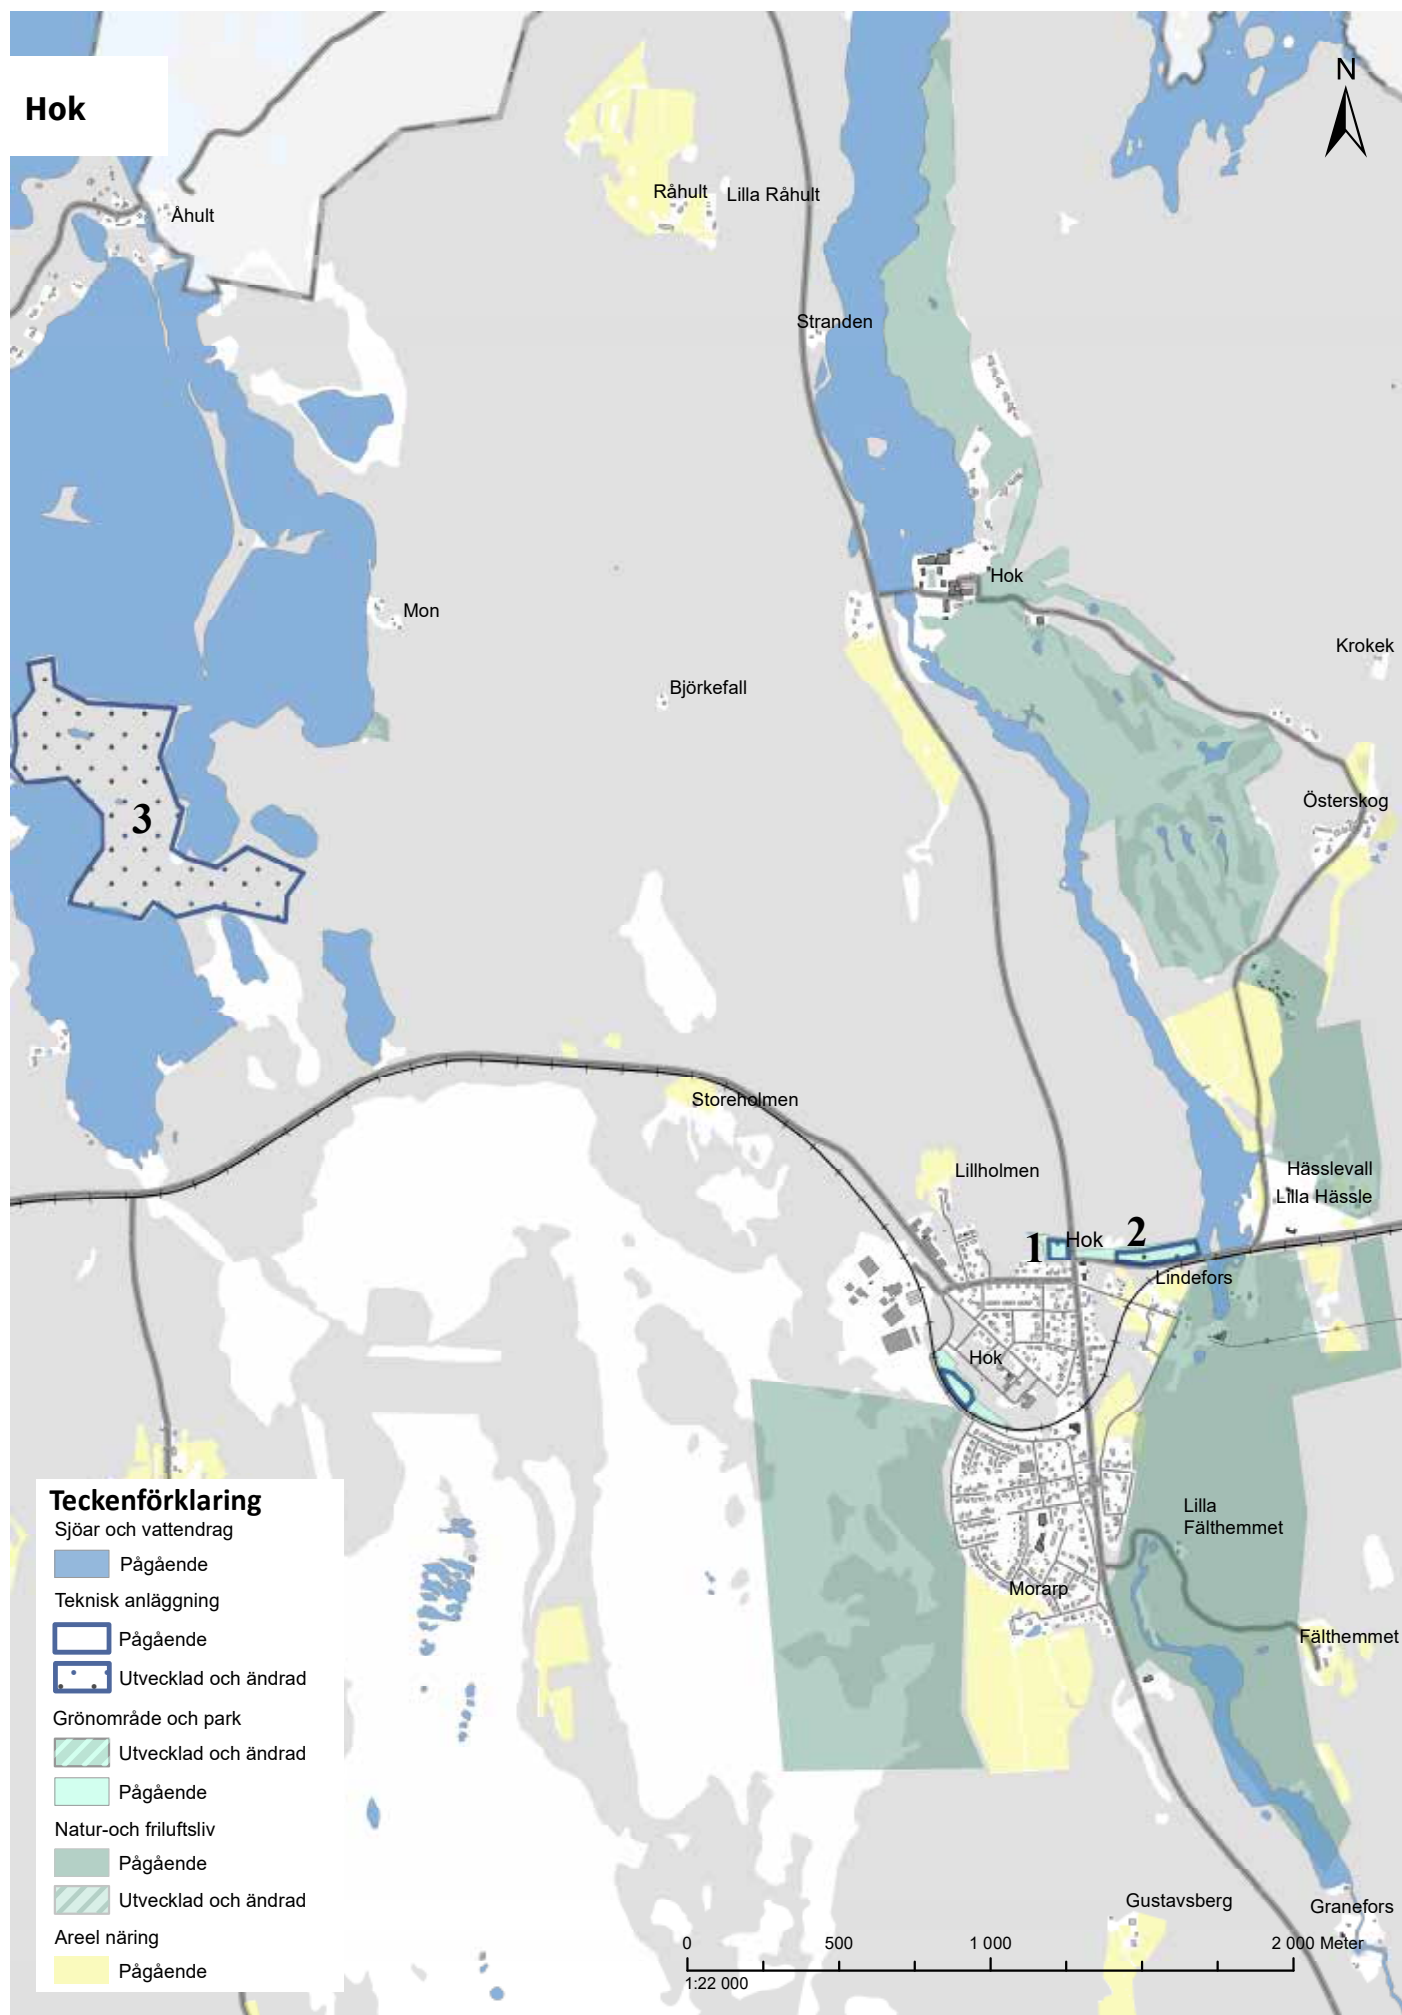 Hok
N
Råhult
Lilla Råhult
Åhult
Stranden
Hok
Mon
Krokek
Björkefall
Österskog
3
Storeholmen
Lillholmen
Hässlevall
Lilla Hässle
1
Hok
2
Lindefors
Hok
Lilla
Fälthemmet
Morarp
Fälthemmet
Gustavsberg
Granefors
Teckenförklaring
Sjöar och vattendrag
Pågående
Teknisk anläggning
Pågående
Utvecklad och ändrad
Grönområde och park
Utvecklad och ändrad
Pågående
Natur-och friluftsliv
Pågående
Utvecklad och ändrad
Areel näring
Pågående
0 500 1 000 2 000 Meter
1:22 000